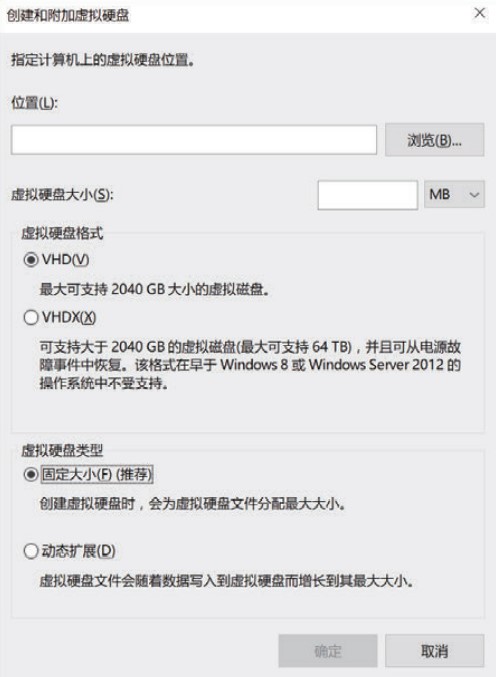 创建和附加虚拟硬盘
指定计算机上的虚拟硬盘位置。
位置(L):
浏览(B)...
虚拟硬盘大小(S):
MB
虚拟硬盘格式
VHD(V)
最大可支持 2040 GB 大小的虚拟磁盘。
VHDX(X)
可支持大于 2040 GB 的虚拟磁盘(最大可支持 64 TB)，并且可从电源故
障事件中恢复。该格式在早于 Windows 8 或 Windows Server 2012 的
操作系统中不受支持。
虚拟硬盘类型
固定大小(F) (推荐)
创建虚拟硬盘时，会为虚拟硬盘文件分配最大大小。
动态扩展(D)
虚拟硬盘文件会随着数据写入到虚拟硬盘而增长到其最大大小。
确定
取消